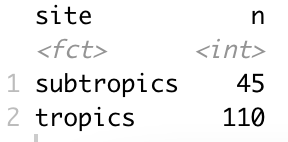 site n
<fct> <int>
1 subtropics 45
2 tropics 110